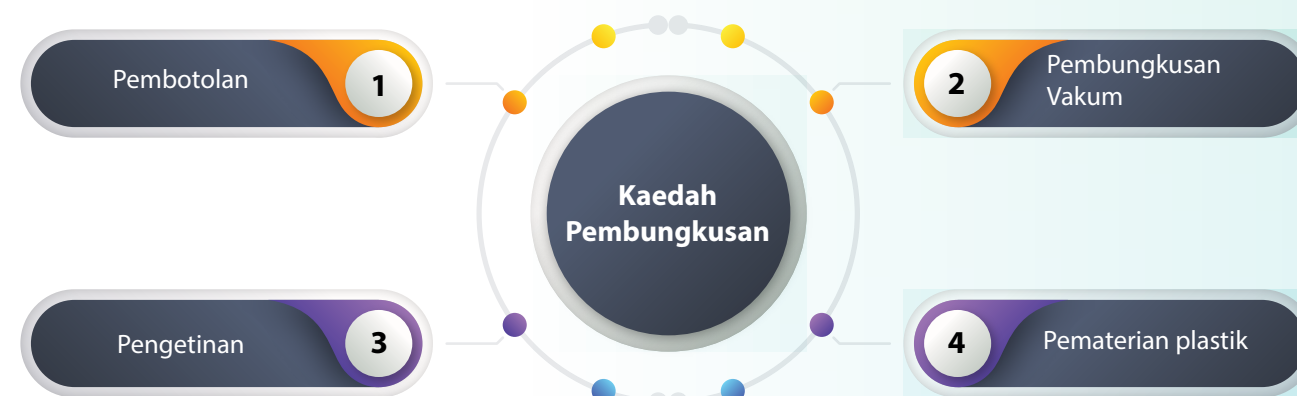 Pembotolan
1
2
Pembungkusan
Vakum
Kaedah
Pembungkusan
Pengetinan
3
4
Pematerian plastik